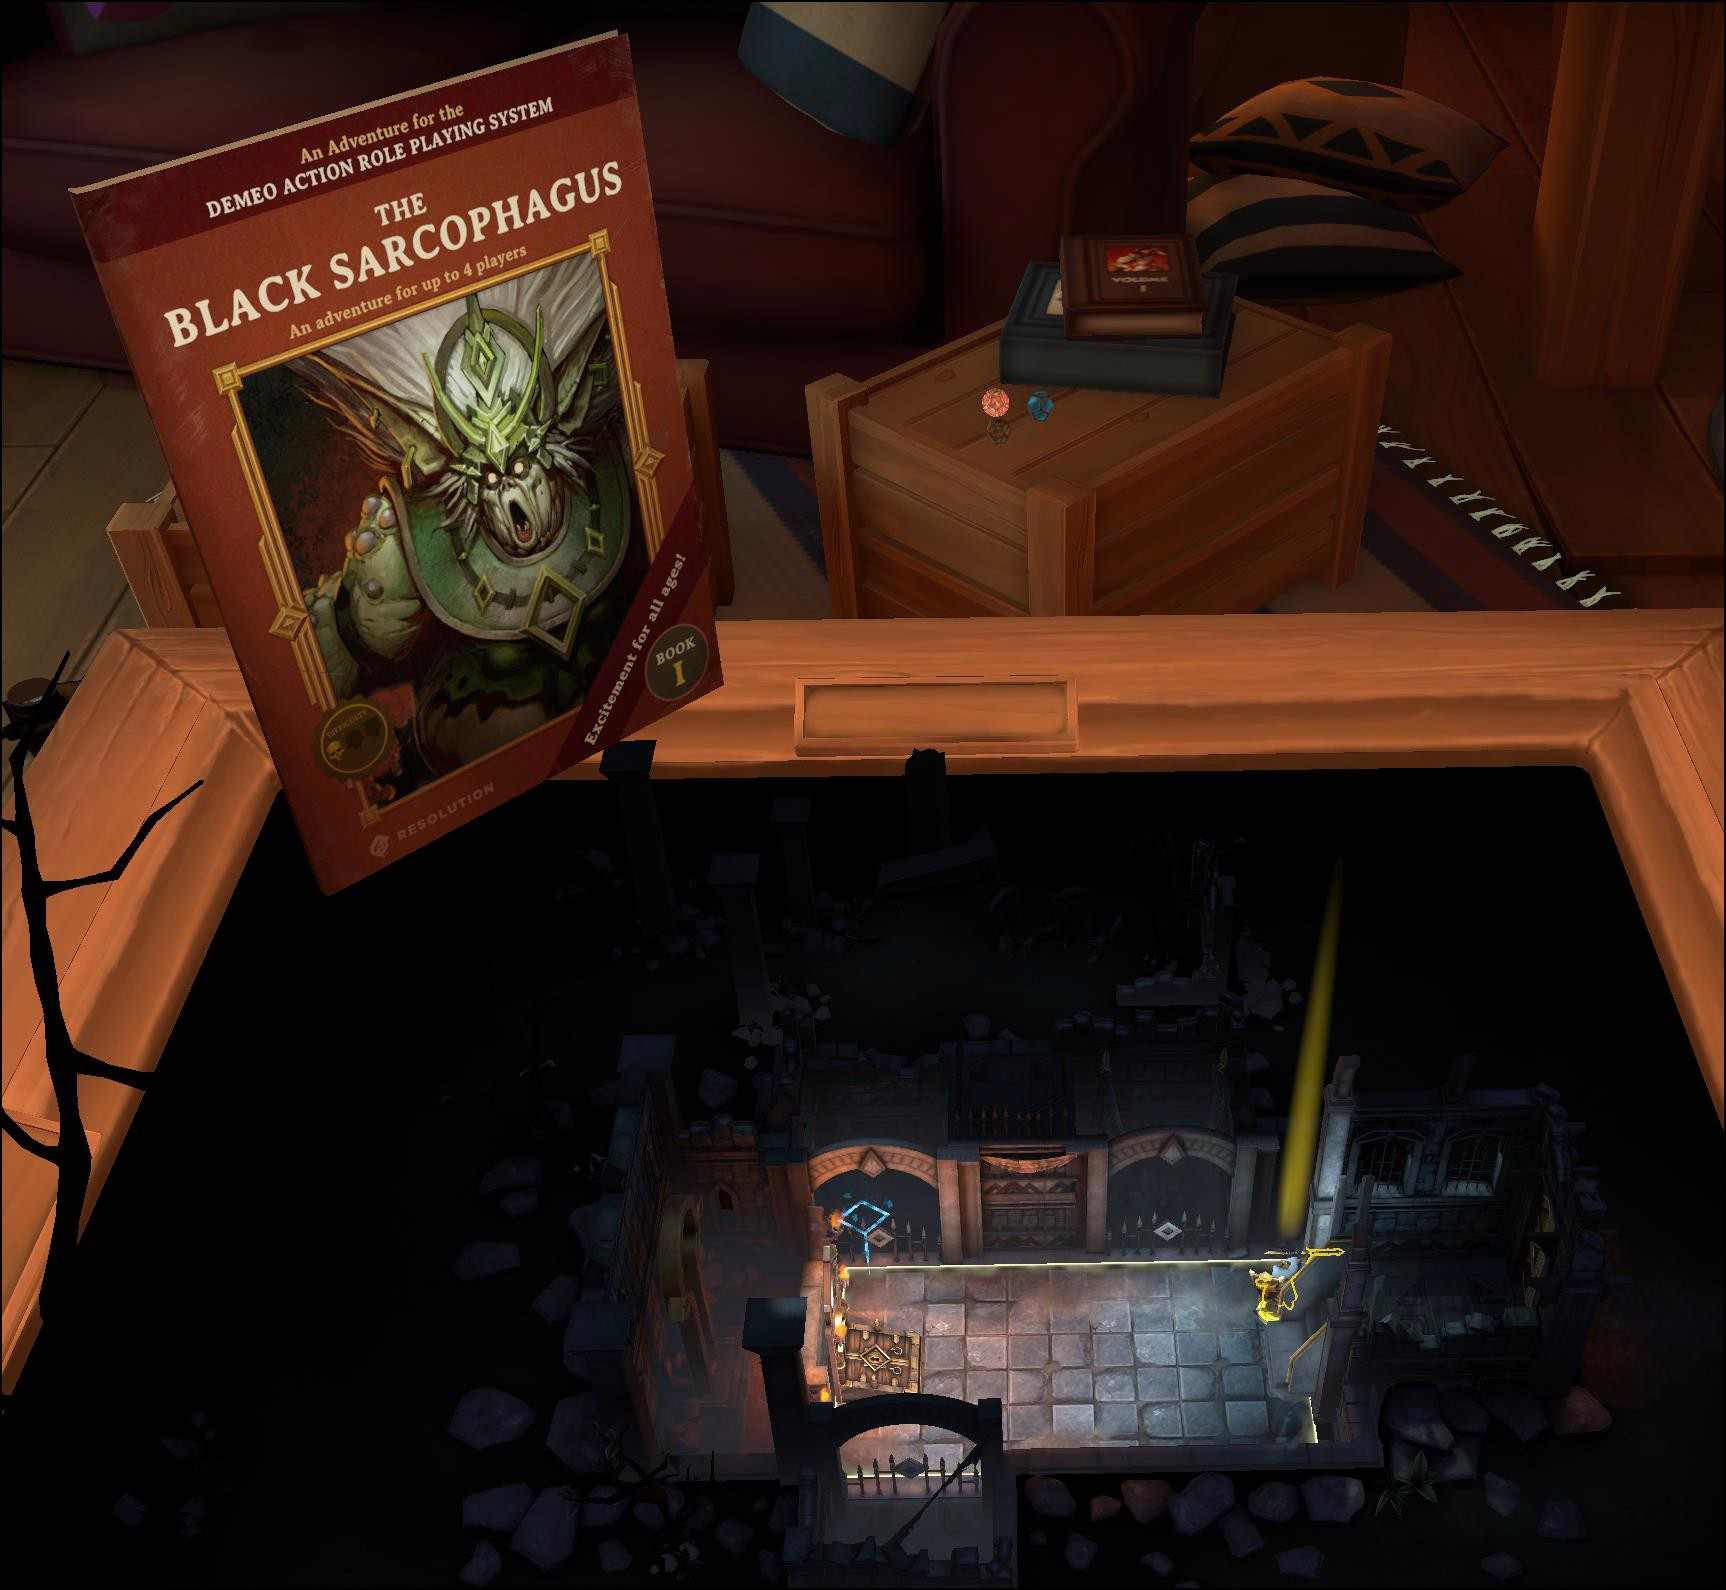 An Adventure for the
DEMEO ACTION ROLE PLAYING SYSTEM
THE
BLACK SARCOPHAGUS
An adventure for up to 4 players
Excitement for all ages!
BOOK
I
DIFFICULTY
RESOLUTION
VOLUME